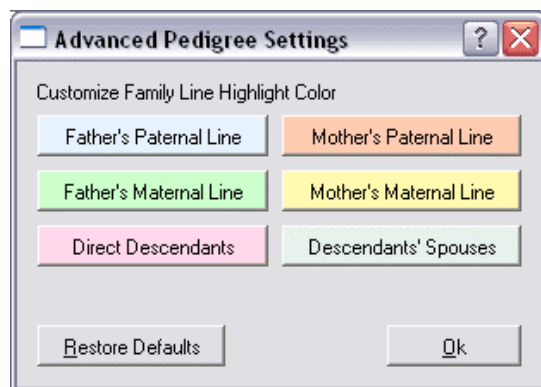 Advanced Pedigree Settings
Customize Family Line Highlight Color
Father's Paternal Line
Mother's Paternal Line
Father's Maternal Line
Mother's Maternal Line
Direct Descendants
Descendants' Spouses
Restore Defaults
Ok